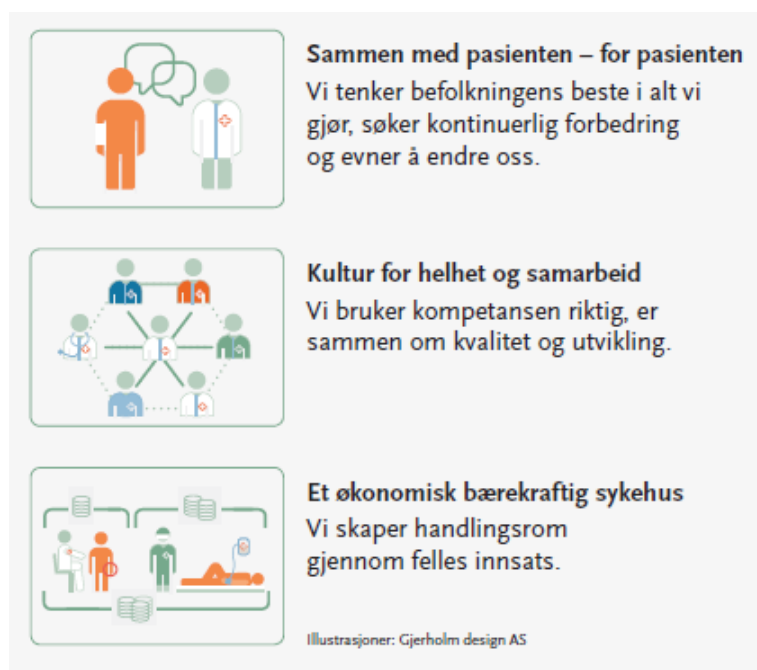 Sammen med pasienten – for pasienten
Vi tenker befolkningens beste i alt vi
gjør, søker kontinuerlig forbedring
og evner å endre oss.
Kultur for helhet og samarbeid
Vi bruker kompetansen riktig, er
sammen om kvalitet og utvikling.
Et økonomisk bærekraftig sykehus
Vi skaper handlingsrom
gjennom felles innsats.
Illustrasjoner: Gjerholm design AS